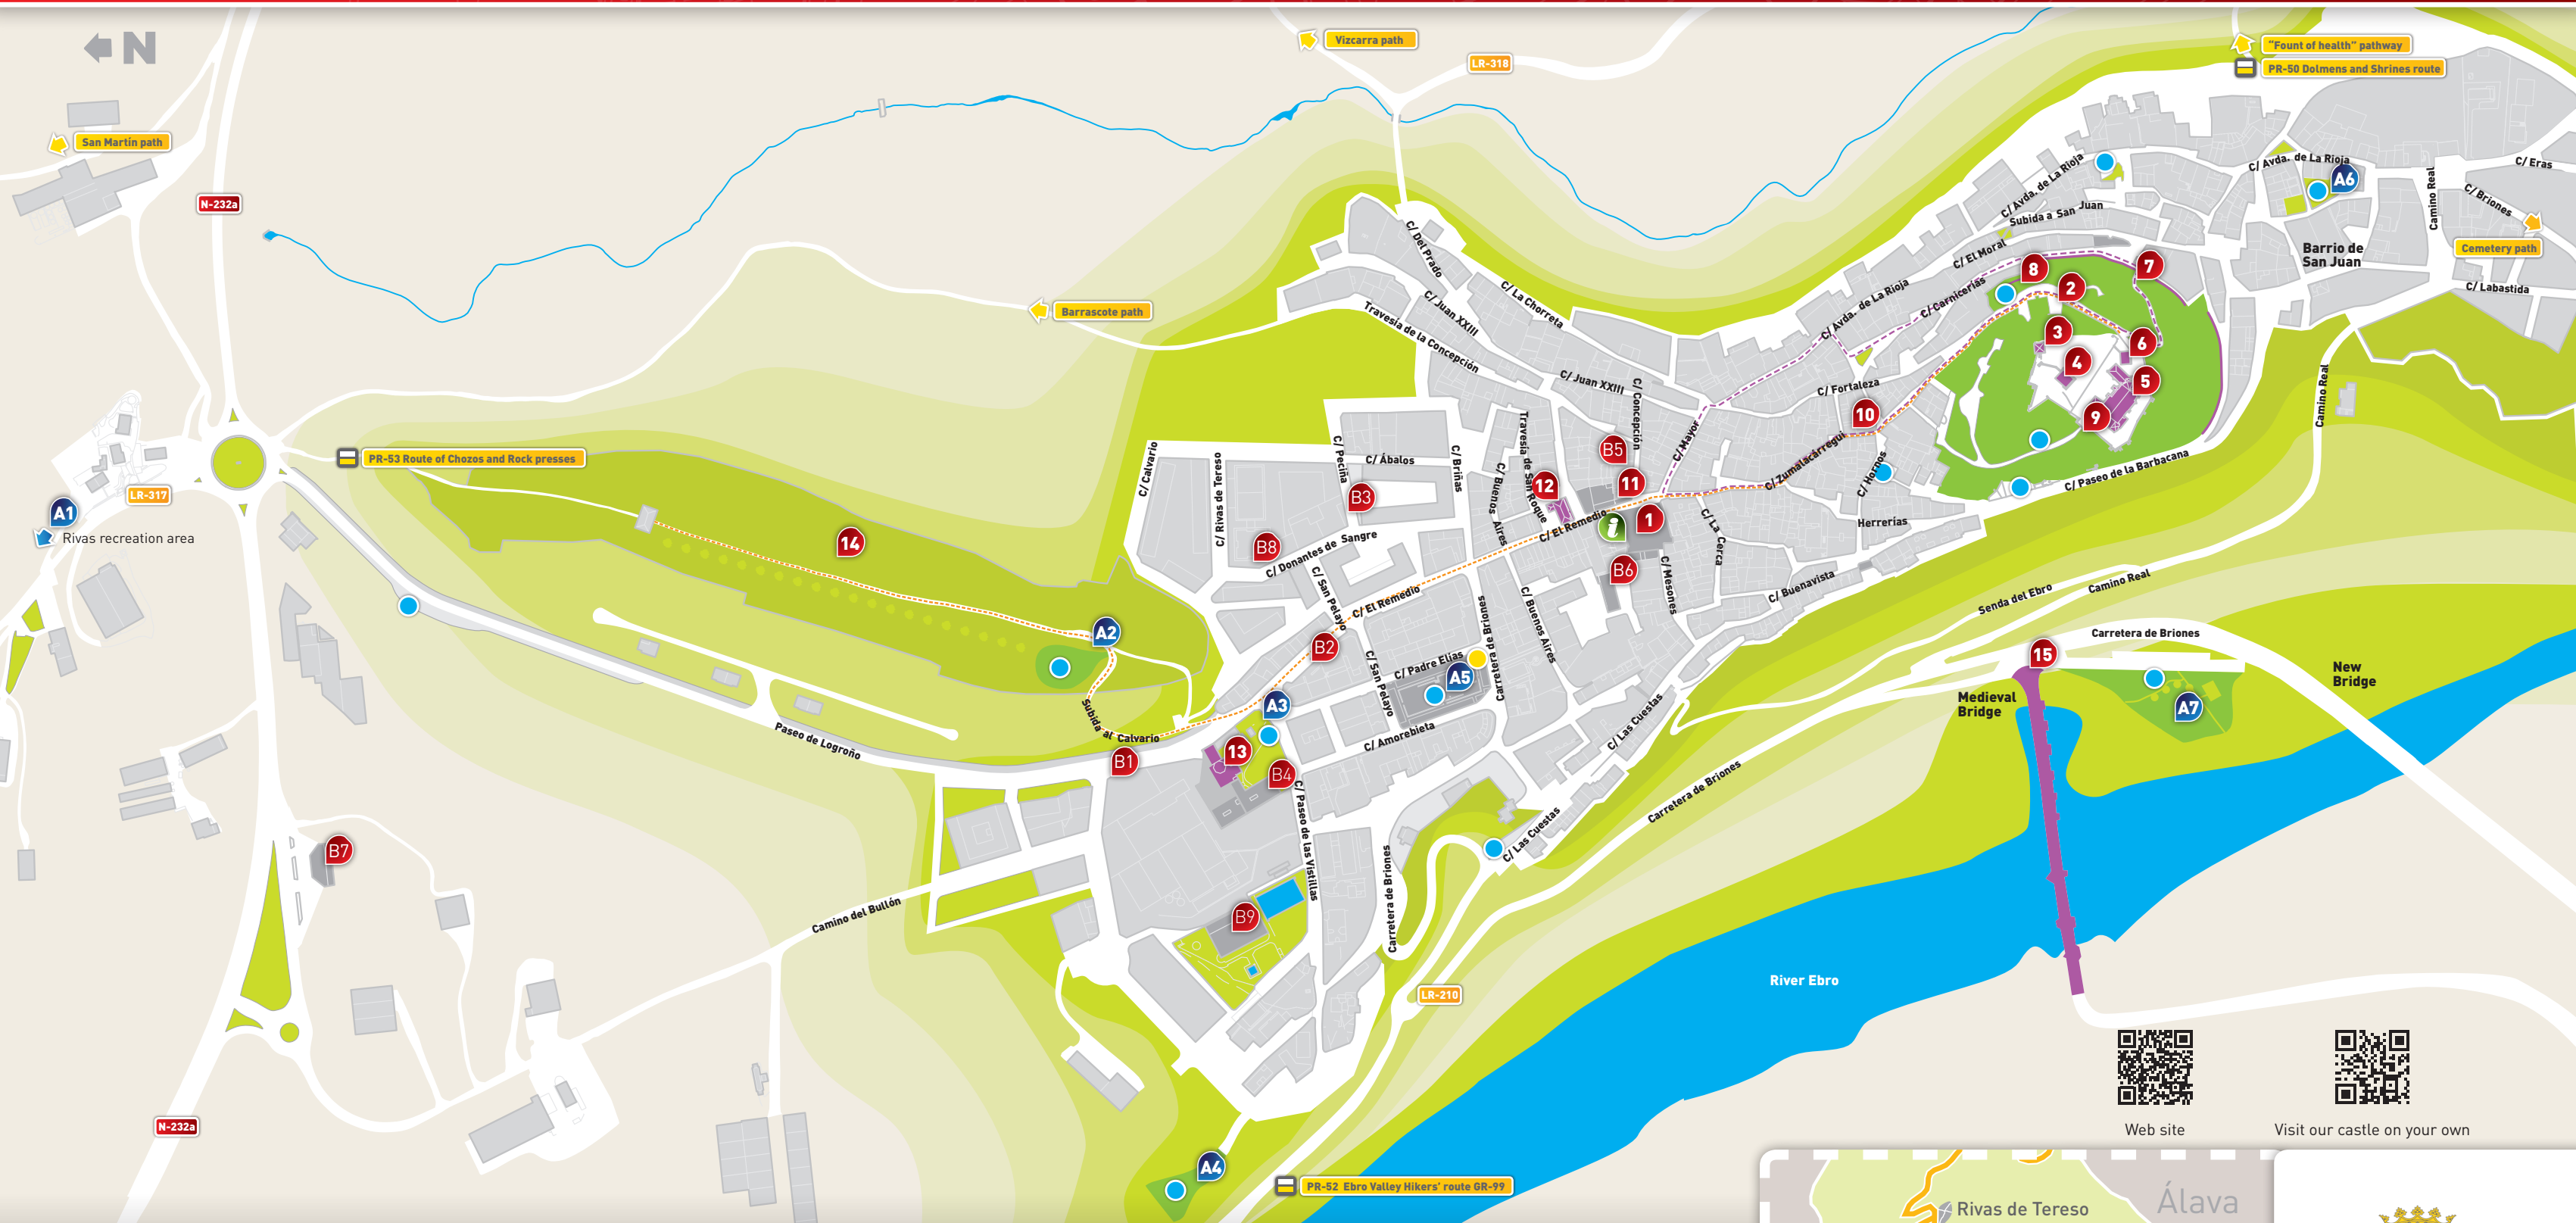 N
Vizcarra path
LR-318
"Fount of health" pathway
PR-50 Dolmens and Shrines route
San Martín path
N-232a
C/ Avda. de La Rioja
C/ Avda. de La Rioja
A6
C/ Eras
Camino Real
C/ Briones
Cemetery path
Subida a San Juan
Barrio de
San Juan
C/ El Moral
C/ Labastida
C/ Del Prado
C/ Juan XXIII
C/ La Chorreta
Travesía de la Concepción
Barrascote path
C/ Avda. de La Rioja
C/ Carnicerías
8
2
7
3
4
6
5
9
10
C/ Juan XXIII
C/ Concepción
C/ Fortaleza
Camino Real
C/ Mayor
C/ Zumalacárregui
C/ Hornos
C/ Paseo de la Barbacana
PR-53 Route of Chozos and Rock presses
LR-317
A1
Rivas recreation area
14
C/ Calvario
C/ Rivas de Tereso
C/ Peciña
C/ Ábalos
C/ Briñas
B3
B8
C/ Donantes de Sangre
C/ Buenos Aires
Travesía de San Roque
12
B5
11
1
i
C/ El Remedio
B6
C/ Mesones
C/ La Cerca
Herrerías
C/ Buenavista
C/ San Pelayo
C/ El Remedio
C/ Buenos Aires
Carretera de Briones
Senda del Ebro
Camino Real
A2
B2
C/ San Pelayo
C/ Padre Elías
A5
C/ Amorebieta
Carretera de Briones
15
Medieval
Bridge
A7
New
Bridge
Subida al Calvario
A3
13
B1
B4
Paseo de Logroño
C/ Las Cuestas
C/ Las Cuestas
Carretera de Briones
C/ Paseo de las Vistillas
Carretera de Briones
B7
B9
Camino del Bullón
LR-210
River Ebro
N-232a
A4
PR-52 Ebro Valley Hikers' route GR-99
Web site
Visit our castle on your own
Rivas de Tereso
Álava